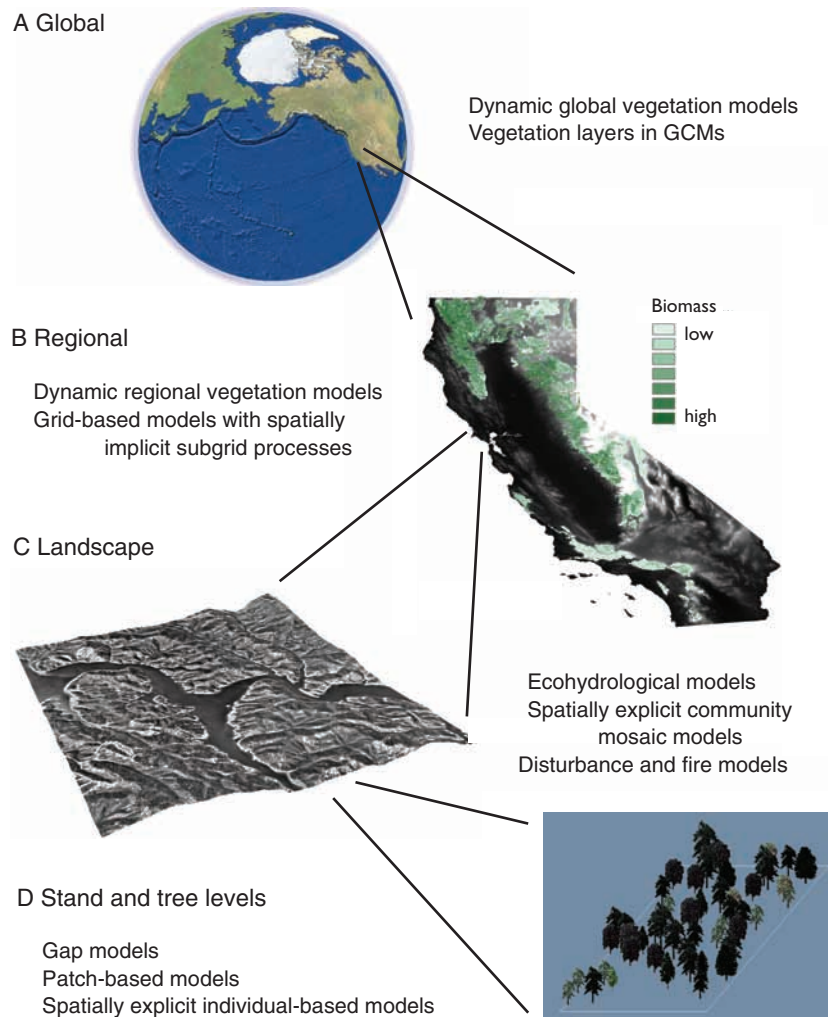 A Global
Dynamic global vegetation models
Vegetation layers in GCMs
B Regional
Dynamic regional vegetation models
Grid-based models with spatially
implicit subgrid processes
Biomass
low
high
C Landscape
Ecohydrological models
Spatially explicit community
mosaic models
Disturbance and fire models
D Stand and tree levels
Gap models
Patch-based models
Spatially explicit individual-based models